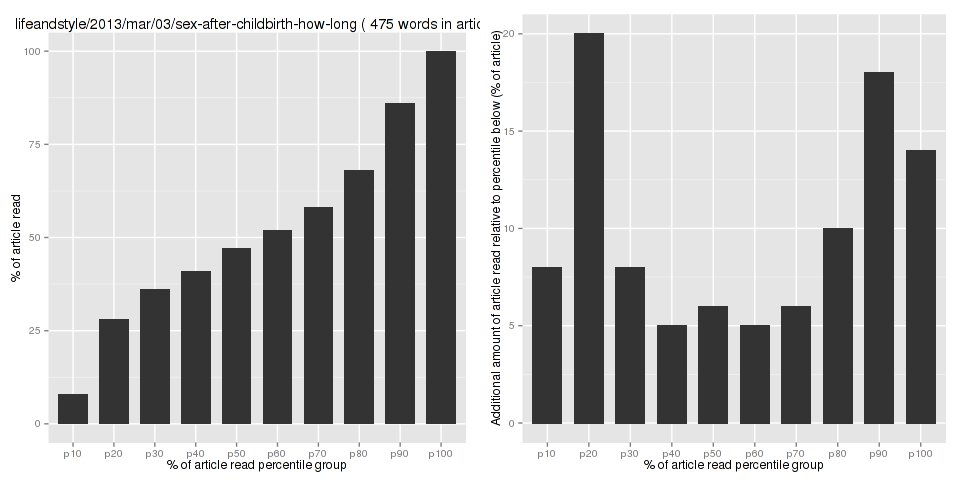 lifeandstyle/2013/mar/03/sex-after-childbirth-how-long ( 475 words in artic
% of article read
100
75
50
25
0
p10 p20 p30 p40 p50 p60 p70 p80 p90 p100
% of article read percentile group
Additional amount of article read relative to percentile below (% of article)
20
15
10
5
0
p10 p20 p30 p40 p50 p60 p70 p80 p90 p100
% of article read percentile group